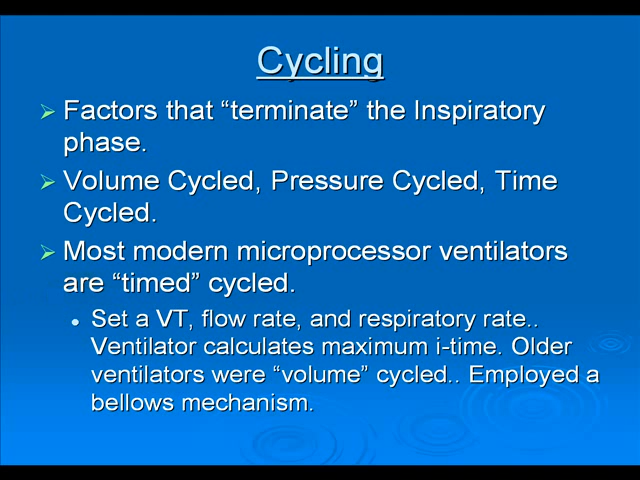 Cycling
Factors that “terminate” the Inspiratory
phase.
Volume Cycled, Pressure Cycled, Time
Cycled.
Most modern microprocessor ventilators
are “timed” cycled.
Set a VT, flow rate, and respiratory rate..
Ventilator calculates maximum i-time. Older
ventilators were “volume” cycled.. Employed a
bellows mechanism.